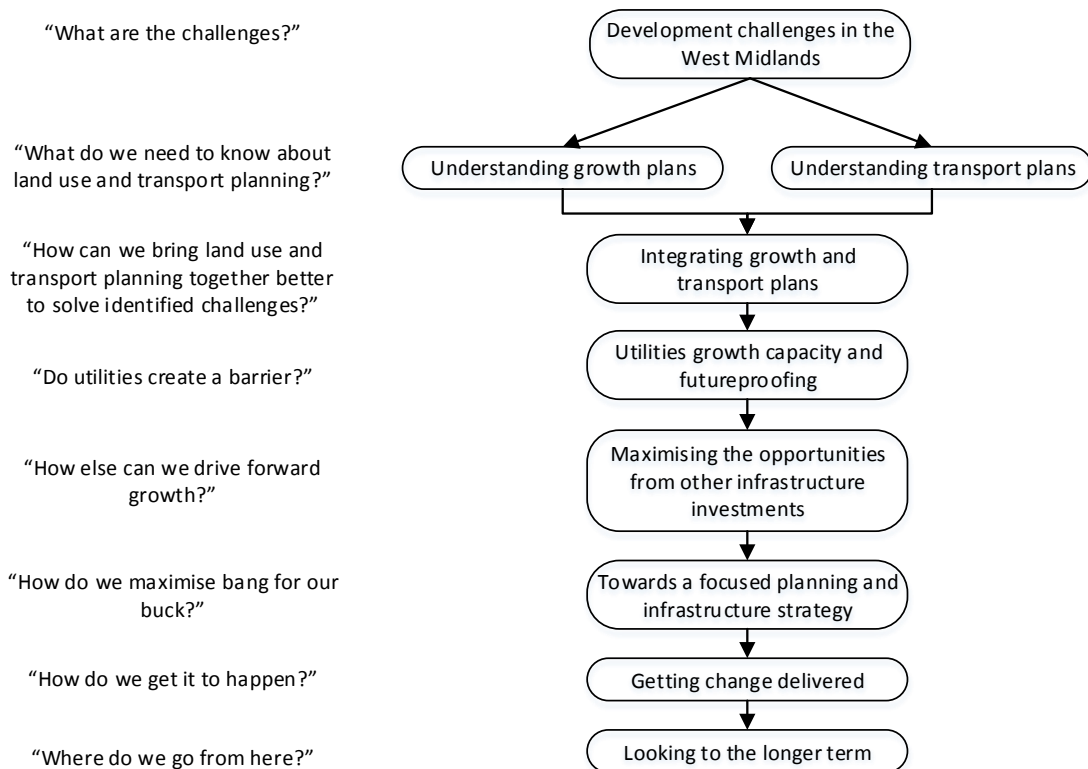 “What are the challenges?”
Development challenges in the
West Midlands
“What do we need to know about
land use and transport planning?”
Understanding growth plans
Understanding transport plans
“How can we bring land use and
transport planning together better
to solve identified challenges?”
Integrating growth and
transport plans
“Do utilities create a barrier?”
Utilities growth capacity and
futureproofing
“How else can we drive forward
growth?”
Maximising the opportunities
from other infrastructure
investments
“How do we maximise bang for our
buck?”
Towards a focused planning and
infrastructure strategy
“How do we get it to happen?”
Getting change delivered
“Where do we go from here?”
Looking to the longer term